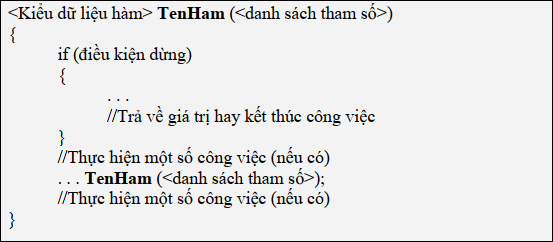 <Kiểu dữ liệu hàm> TenHam (<danh sách tham số>)
{
if (điều kiện dừng)
{
. . .
//Trả về giá trị hay kết thúc công việc
}
//Thực hiện một số công việc (nếu có)
. . . TenHam (<danh sách tham số>);
//Thực hiện một số công việc (nếu có)
}